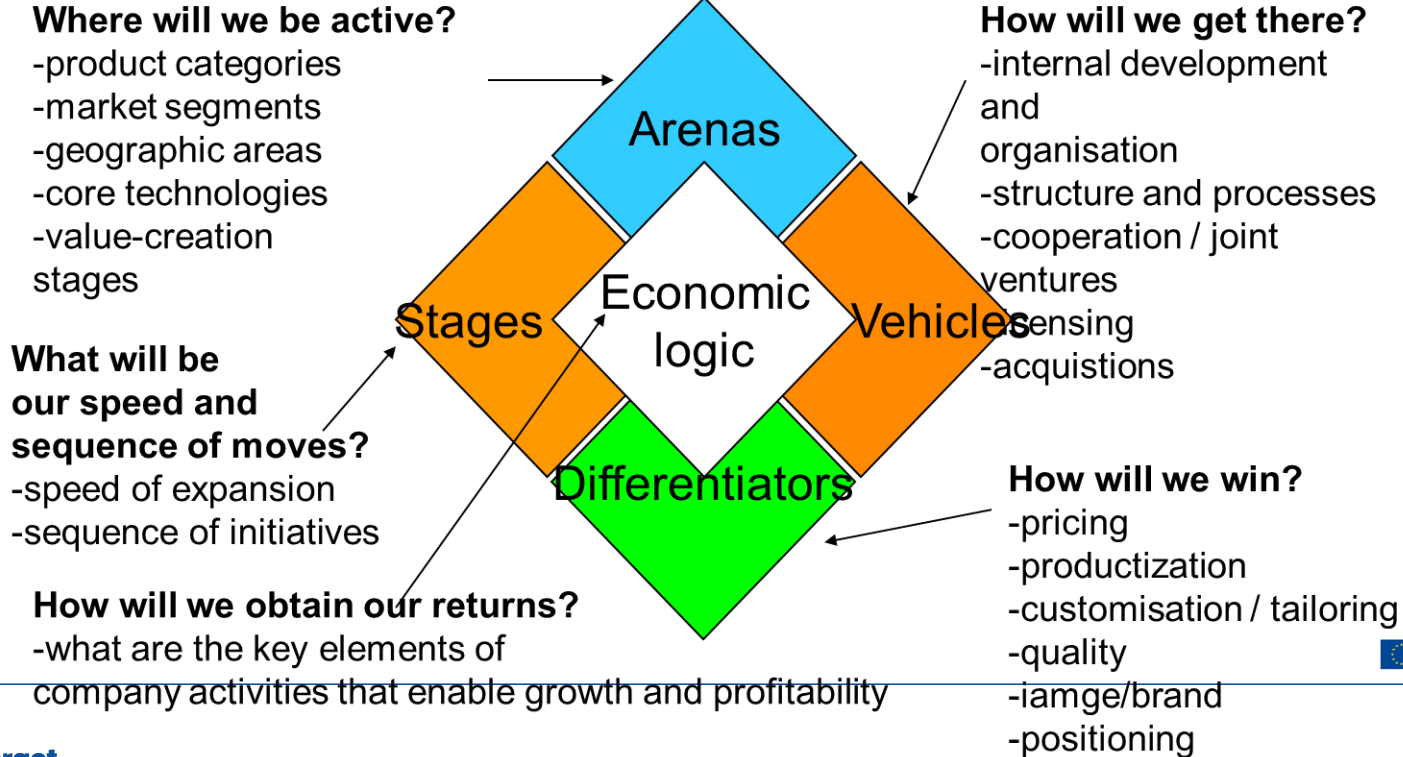 Where will we be active?
-product categories
-market segments
-geographic areas
-core technologies
-value-creation
stages
Arenas
How will we get there?
-internal development
and
organisation
-structure and processes
-cooperation / joint
ventures
licensing
-acquistions
Stages
Economic
logic
Vehicles
What will be
our speed and
sequence of moves?
-speed of expansion
-sequence of initiatives
Differentiators
How will we win?
-pricing
-productization
-customisation / tailoring
-quality
-iamge/brand
-positioning
How will we obtain our returns?
-what are the key elements of
company activities that enable growth and profitability